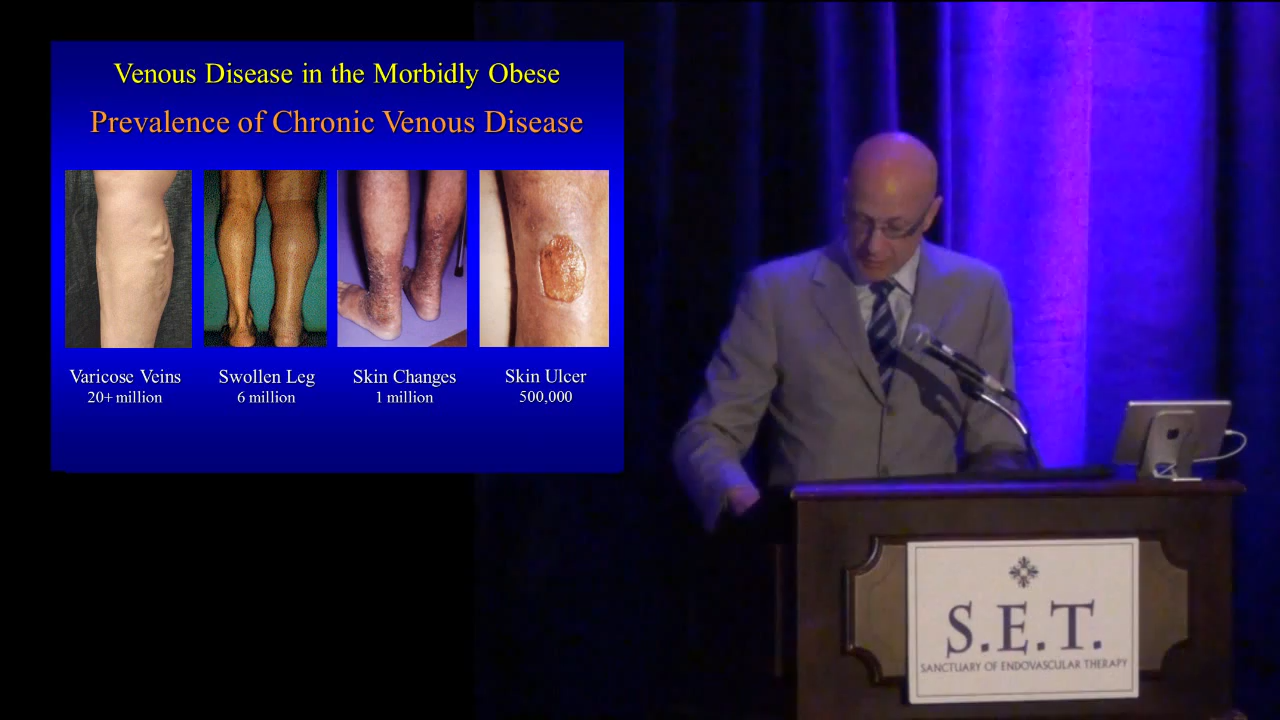 Venous Disease in the Morbidly Obese
Prevalence of Chronic Venous Disease
Varicose Veins
20+ million
Swollen Leg
6 million
Skin Changes
1 million
Skin Ulcer
500,000
S.E.T.
SANCTUARY OF ENDOVASCULAR THERAPY